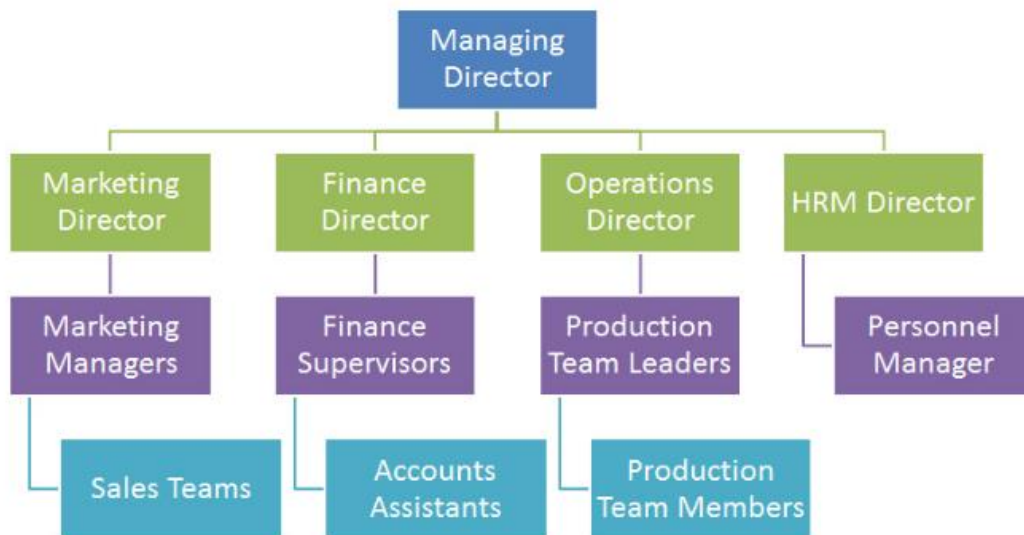 Managing
Director
Marketing
Director
Finance
Director
Operations
Director
HRM Director
Marketing
Managers
Finance
Supervisors
Production
Team Leaders
Personnel
Manager
Sales Teams
Accounts
Assistants
Production
Team Members